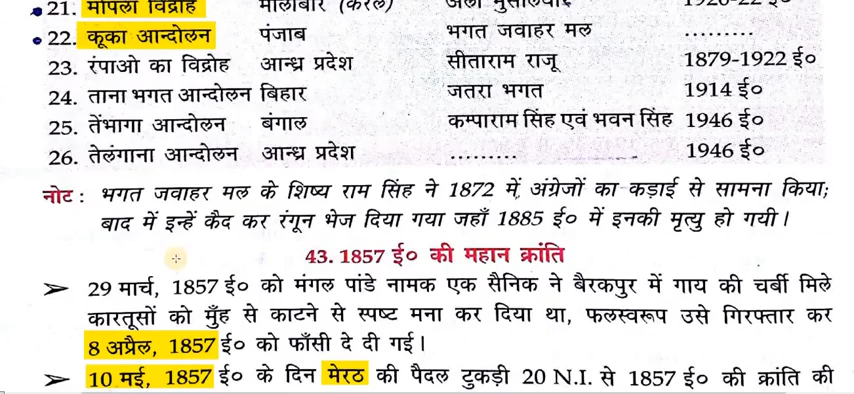 21. मोपला विद्रोह मालाबार (केरल) अली मुसालियार 1920-22 ई०
22. कूका आन्दोलन पंजाब भगत जवाहर मल .........
23. रंपाओ का विद्रोह आन्ध्र प्रदेश सीताराम राजू 1879-1922 ई०
24. ताना भगत आन्दोलन बिहार जतरा भगत 1914 ई०
25. तेंभागा आन्दोलन बंगाल कम्पाराम सिंह एवं भवन सिंह 1946 ई०
26. तेलंगाना आन्दोलन आन्ध्र प्रदेश ......... 1946 ई०
नोट : भगत जवाहर मल के शिष्य राम सिंह ने 1872 में अंग्रेजों का कड़ाई से सामना किया;
बाद में इन्हें कैद कर रंगून भेज दिया गया जहाँ 1885 ई० में इनकी मृत्यु हो गयी।
43. 1857 ई० की महान क्रांति
➢ 29 मार्च, 1857 ई० को मंगल पांडे नामक एक सैनिक ने बैरकपुर में गाय की चर्बी मिले
कारतूसों को मुँह से काटने से स्पष्ट मना कर दिया था, फलस्वरूप उसे गिरफ्तार कर
8 अप्रैल, 1857 ई० को फाँसी दे दी गई।
➢ 10 मई, 1857 ई० के दिन मेरठ की पैदल टुकड़ी 20 N.I. से 1857 ई० की क्रांति की